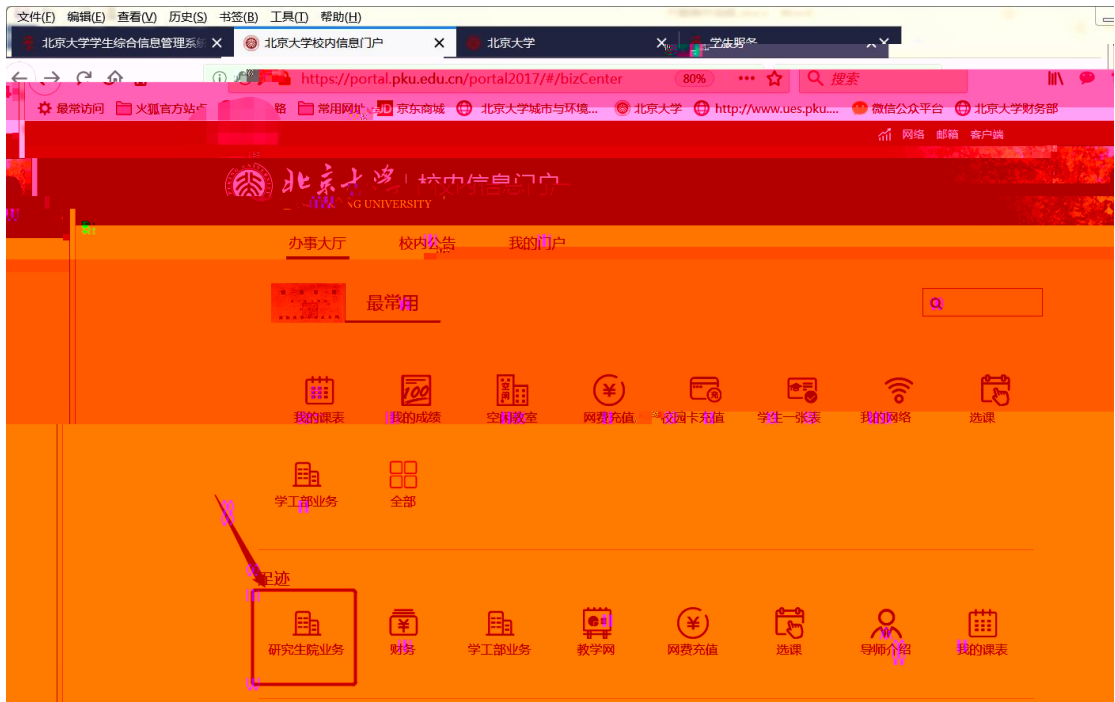 文件(F) 编辑(E) 查看(V) 历史(S) 书签(B) 工具(T) 帮助(H)
北京大学学生综合信息管理系统 × 北京大学校内信息门户 × 北京大学 ×
https://portal.pku.edu.cn/portal2017/#/bizCenter 80% 搜索
最常访问 火狐官方站点 常用网址 JD 京东商城 北京大学城市与环境... 北京大学 http://www.ues.pku.... 微信公众平台 北京大学财务部
网络 邮箱 客户端
北京大学 校内信息门户
UNIVERSITY
办事大厅 校内公告 我的门户
最常用
我的课表 我的成绩 空闲教室 网费充值 校园卡充值 学生一张表 我的网络 选课
学工部业务 全部
足迹
研究生院业务 财务 学工部业务 教学网 网费充值 选课 导师介绍 我的课表